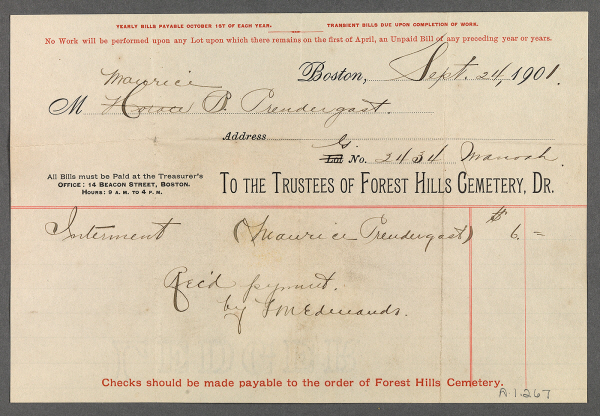 YEARLY BILLS PAYABLE OCTOBER 1ST OF EACH YEAR. TRANSIENT BILLS DUE UPON COMPLETION OF WORK.
No Work will be performed upon any Lot upon which there remains on the first of April, an Unpaid Bill of any preceding year or years.
Boston, Sept. 24, 1901.
Maurice
M Horace B. Prendergast.
Address
G.
Lot No. 2434 Manoah.
All Bills must be Paid at the Treasurer's
OFFICE: 14 BEACON STREET, BOSTON.
HOURS: 9 A. M. TO 4 P. M.
TO THE TRUSTEES OF FOREST HILLS CEMETERY, DR.
Interment (Maurice Prendergast) $ 6. =
Rec'd pymnt.
by
Checks should be made payable to the order of Forest Hills Cemetery.
A.1.267